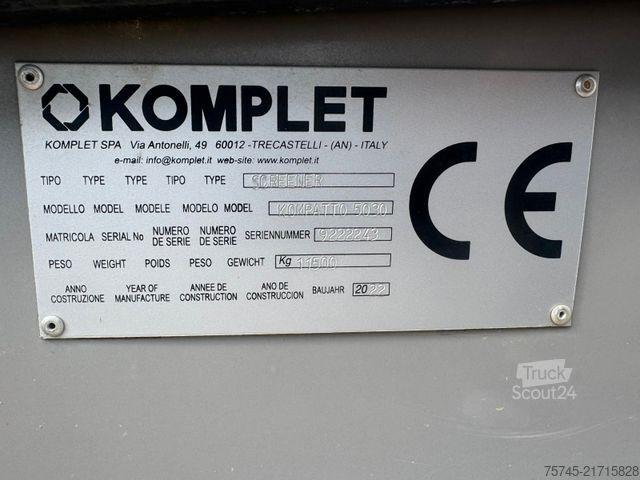 KOMPLET
KOMPLET SPA Via Antonelli, 49 60012 -TRECASTELLI - (AN) - ITALY
e-mail: info@komplet.it web-site: www.komplet.it
TIPO TYPE TYPE TIPO TYPE SCREENER
MODELLO MODEL MODELE MODELO MODEL KOMPATTO 5030
MATRICOLA SERIAL No NUMERO DE SERIE NUMERO DE SERIE SERIENNUMMER 9222243
PESO WEIGHT POIDS PESO GEWICHT Kg 11500
ANNO COSTRUZIONE YEAR OF MANUFACTURE ANNEE DE CONSTRUCTION ANO DE CONSTRUCCION BAUJAHR 2022
CE
Truck
Scout24
75745-21715828